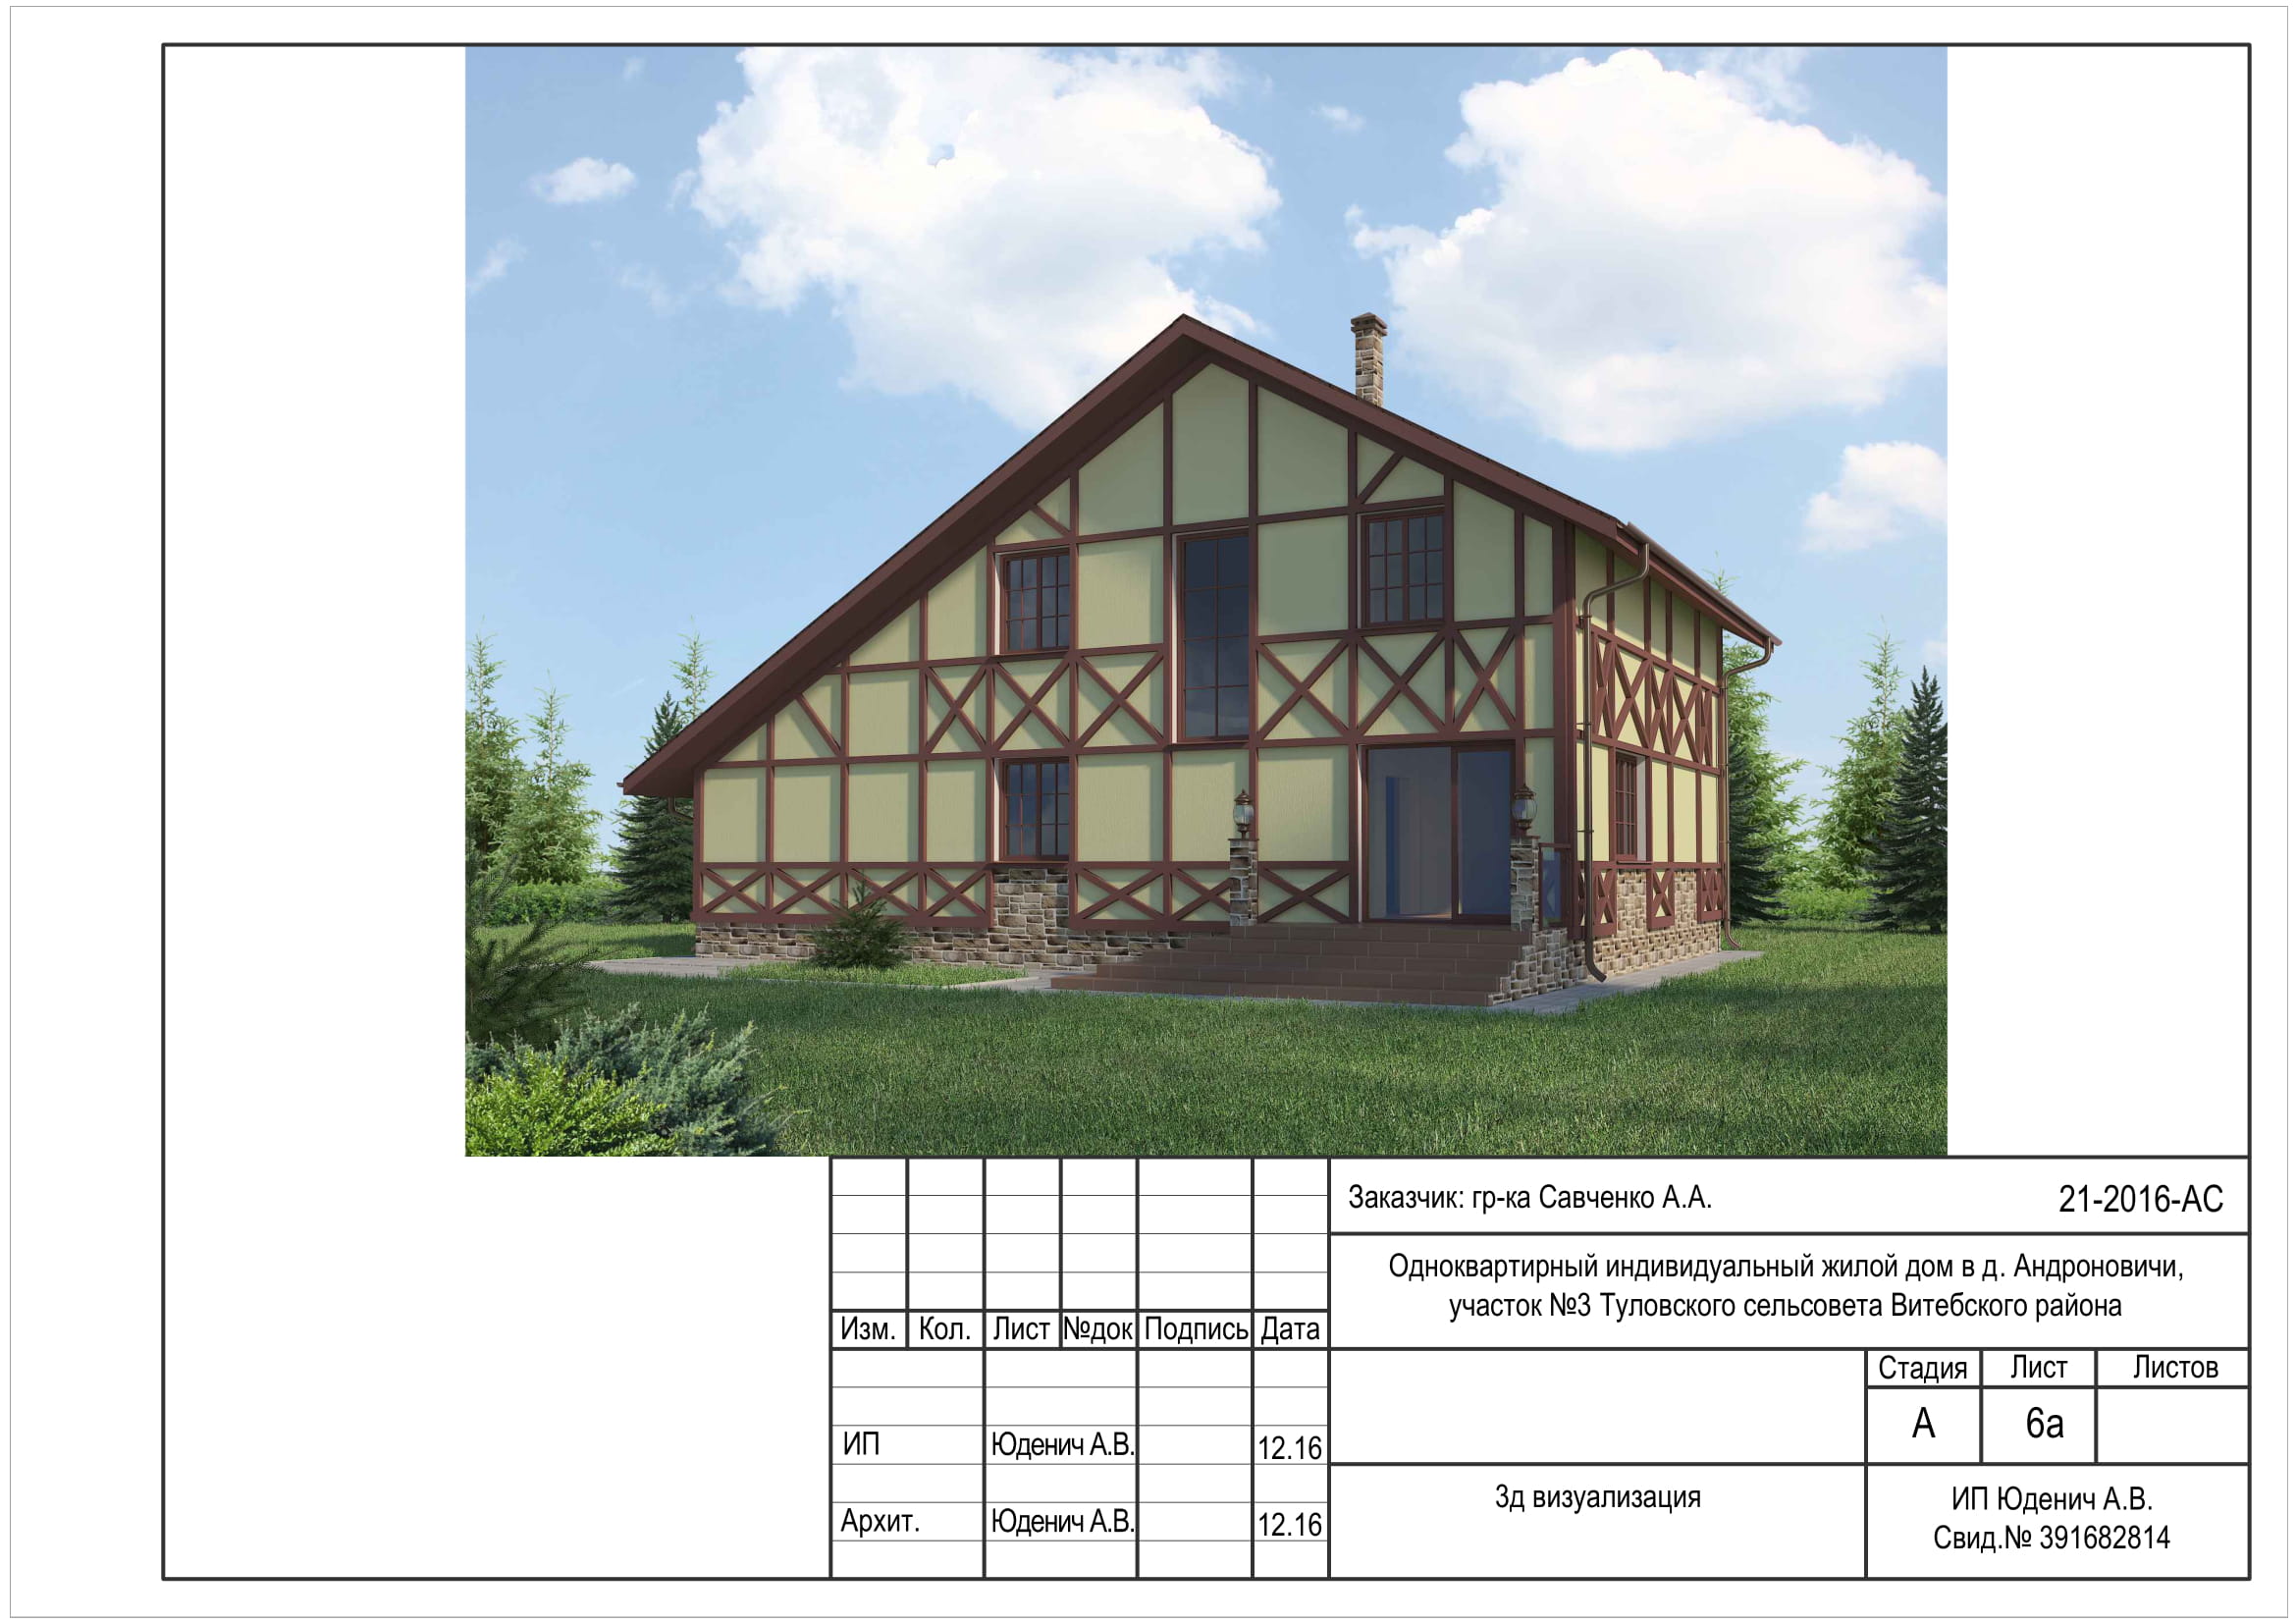 Заказчик: гр-ка Савченко А.А. 21-2016-АС
Одноквартирный индивидуальный жилой дом в д. Андроновичи,
участок №3 Туловского сельсовета Витебского района
Изм. Кол. Лист №док Подпись Дата
Стадия Лист Листов
А 6а
ИП Юденич А.В. 12.16
Архит. Юденич А.В. 12.16
3д визуализация
ИП Юденич А.В.
Свид.№ 391682814